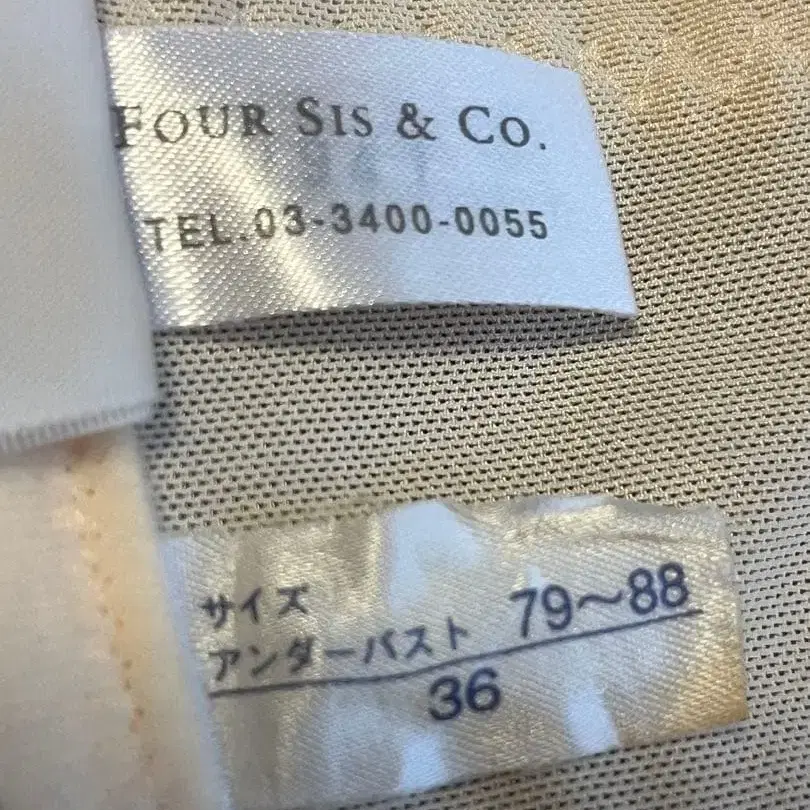 FOUR SIS & CO.
TEL.03-3400-0055
サイズ
アンダーバスト 79〜88
36